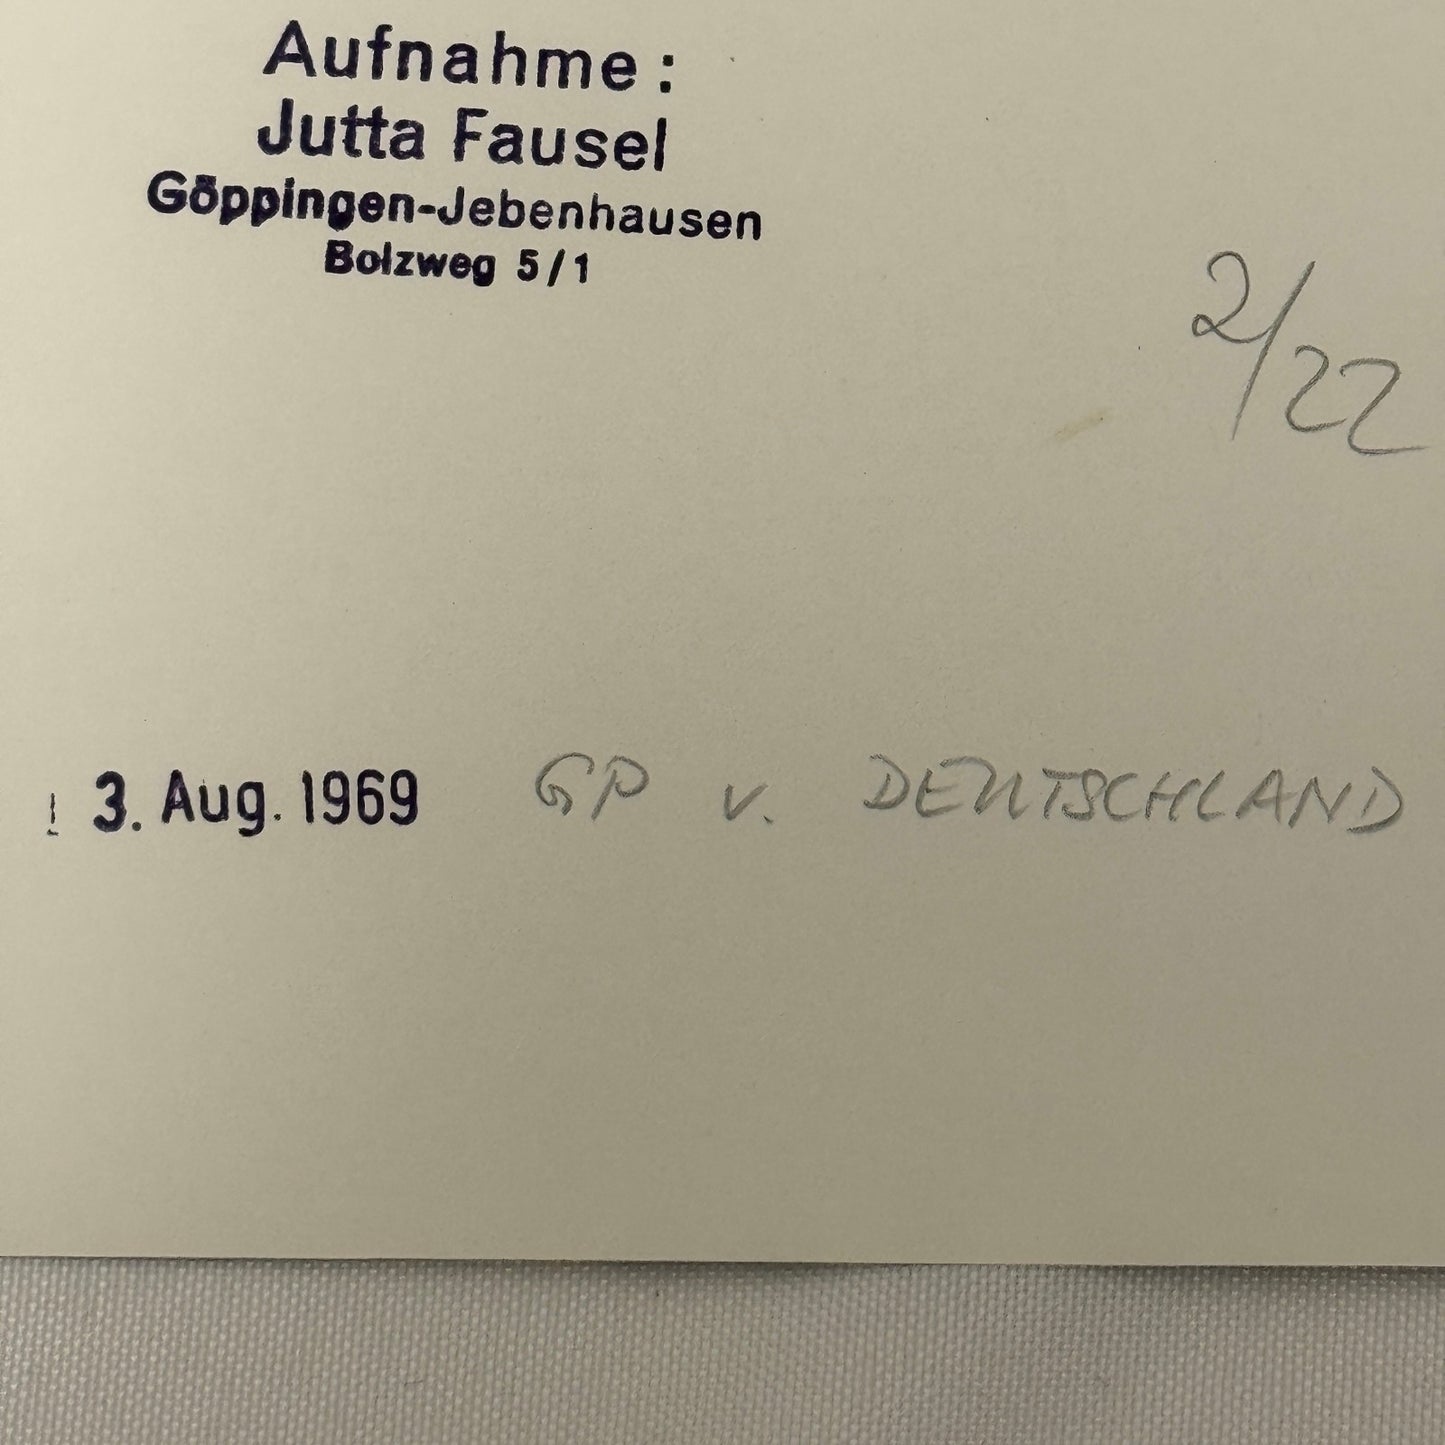 Aufnahme :
Jutta Fausel
Göppingen-Jebenhausen
Bolzweg 5/1
2/22
3. Aug. 1969 GP v. DEUTSCHLAND